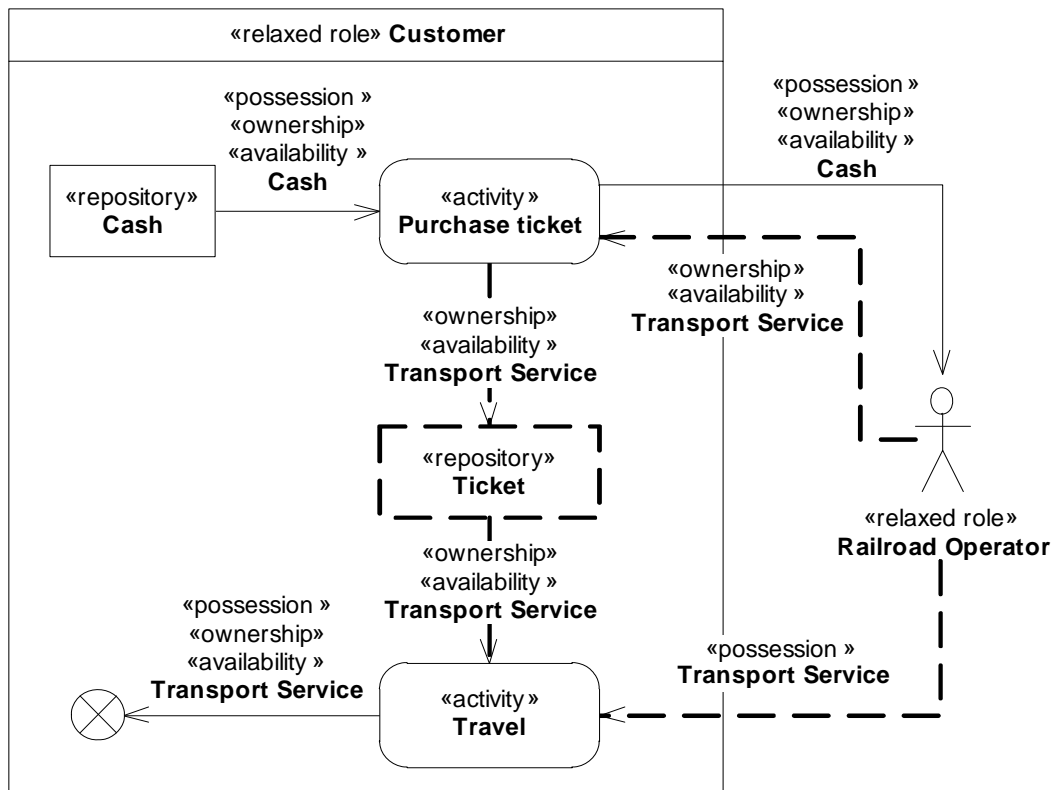 «relaxed role» Customer
«possession »
«ownership»
«availability »
Cash
«repository»
Cash
«activity»
Purchase ticket
«possession »
«ownership»
«availability »
Cash
«ownership»
«availability »
Transport Service
«ownership»
«availability »
Transport Service
«repository»
Ticket
«relaxed role»
Railroad Operator
«ownership»
«availability »
Transport Service
«possession »
«ownership»
«availability »
Transport Service
«possession »
Transport Service
«activity»
Travel